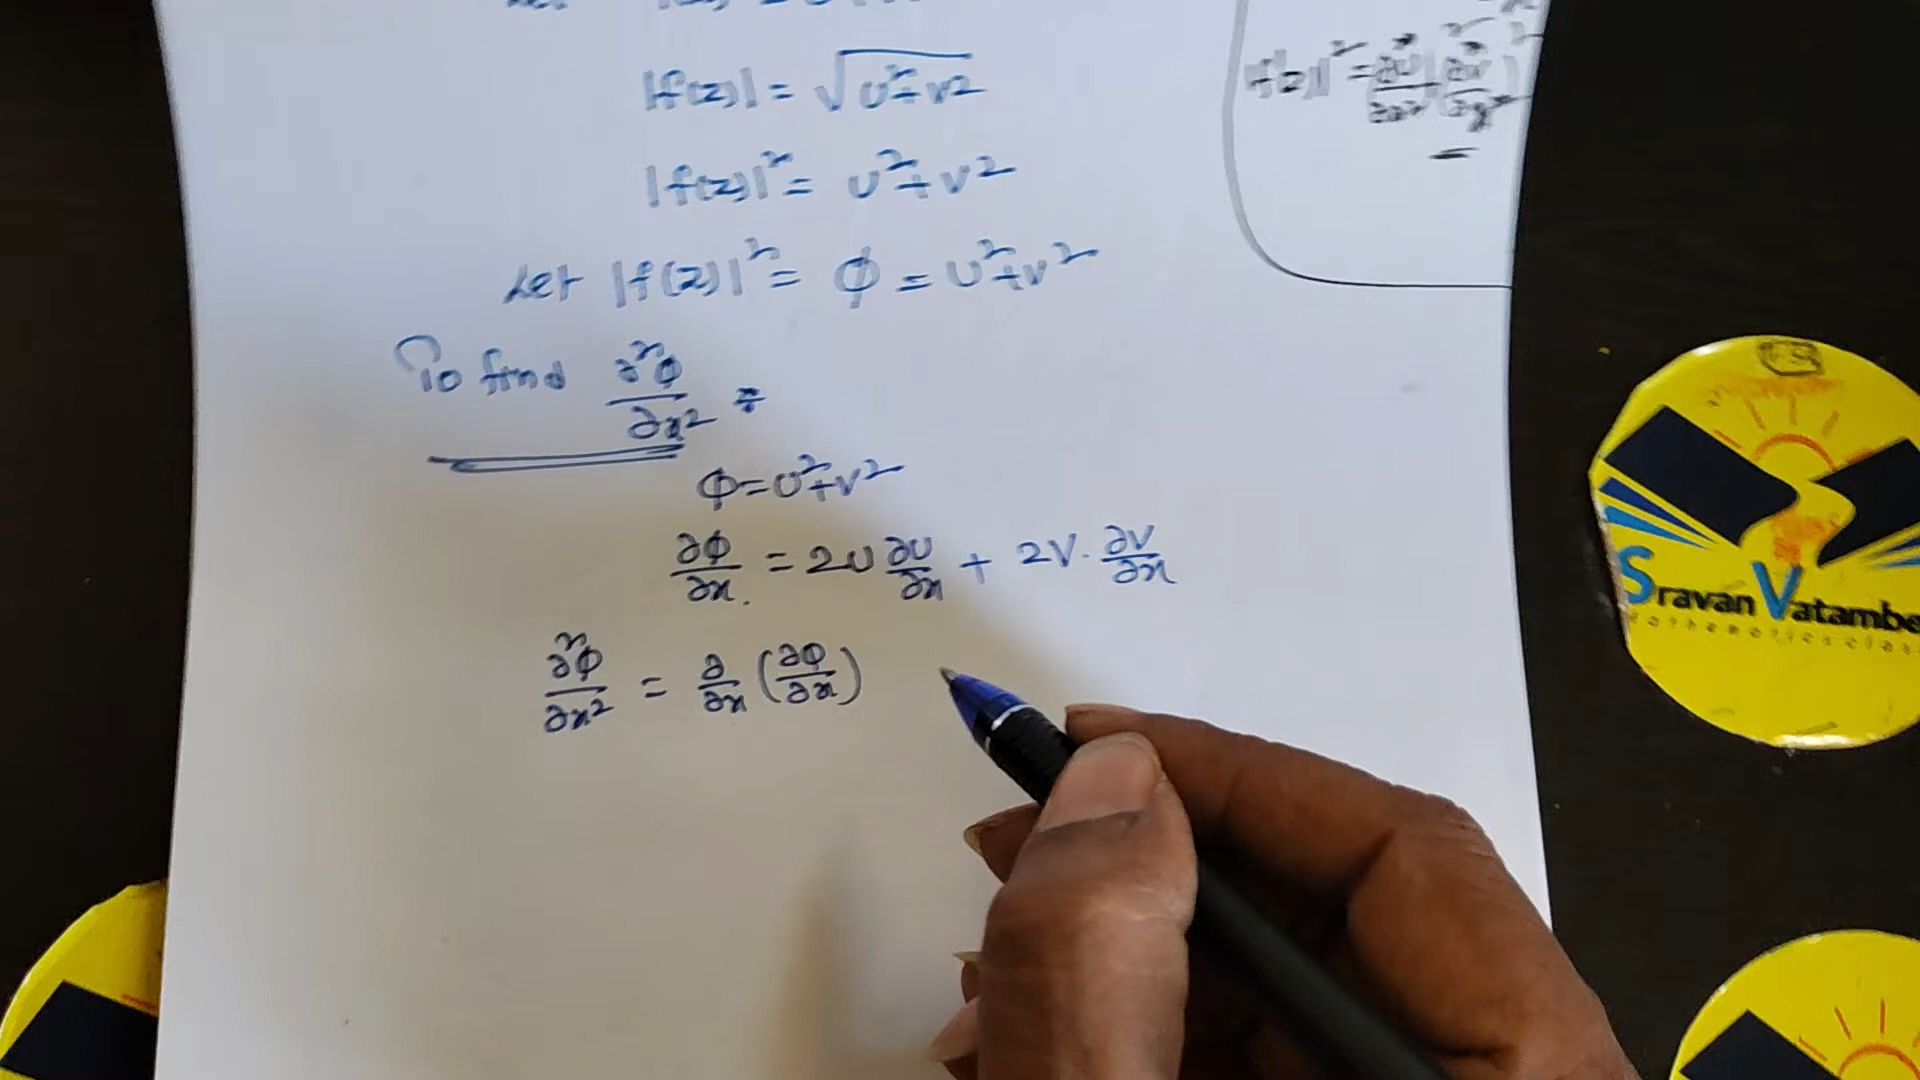 |f(z)| = √u²+v²
|f(z)|² = u²+v²
Let |f(z)|² = ϕ = u²+v²
To find ∂²ϕ/∂x² :
ϕ = u²+v²
∂ϕ/∂x = 2u ∂u/∂x + 2v · ∂v/∂x
∂²ϕ/∂x² = ∂/∂x (∂ϕ/∂x)
Sravan Vatambe